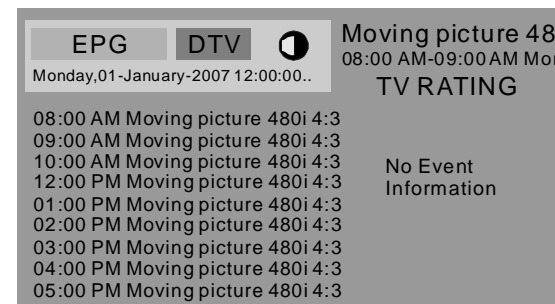 EPG DTV
Monday,01-January-2007 12:00:00..
Moving picture 48
08:00 AM-09:00 AM Mo
TV RATING
08:00 AM Moving picture 480i 4:3
09:00 AM Moving picture 480i 4:3
10:00 AM Moving picture 480i 4:3
12:00 PM Moving picture 480i 4:3
01:00 PM Moving picture 480i 4:3
02:00 PM Moving picture 480i 4:3
03:00 PM Moving picture 480i 4:3
04:00 PM Moving picture 480i 4:3
05:00 PM Moving picture 480i 4:3
No Event
Information